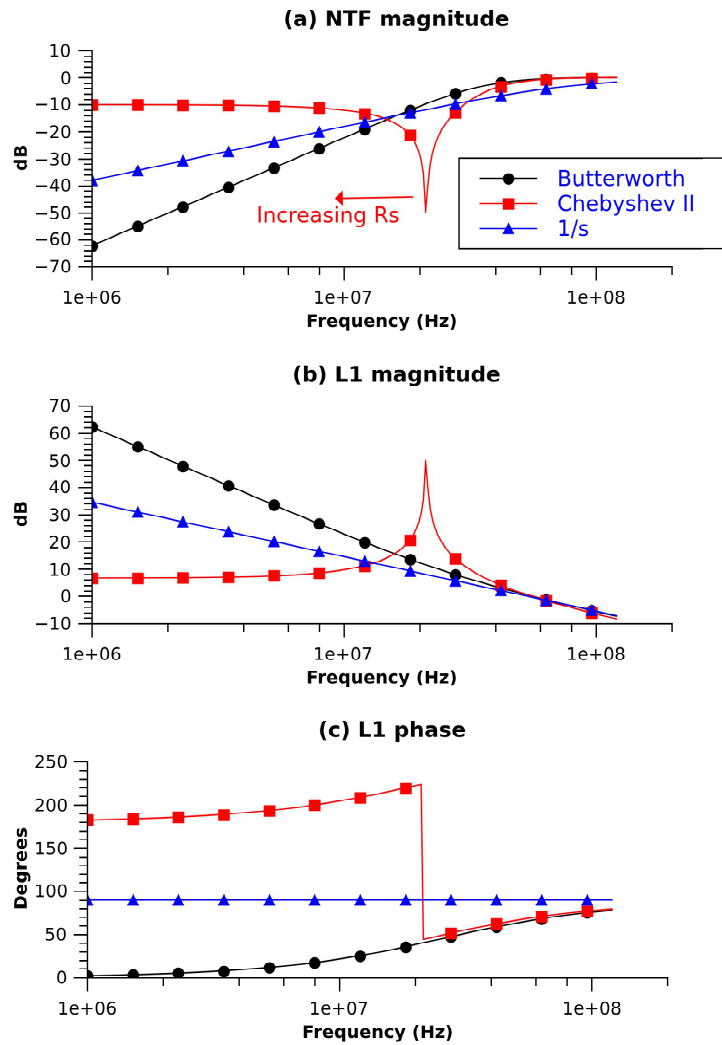 (a) NTF magnitude
10
0
−10
−20
−30
−40
−50
−60
−70
dB
Increasing Rs
Butterworth
Chebyshev II
1/s
1e+06
1e+07
1e+08
Frequency (Hz)
(b) L1 magnitude
70
60
50
40
30
20
10
0
−10
dB
1e+06
1e+07
1e+08
Frequency (Hz)
(c) L1 phase
250
200
150
100
50
0
Degrees
1e+06
1e+07
1e+08
Frequency (Hz)